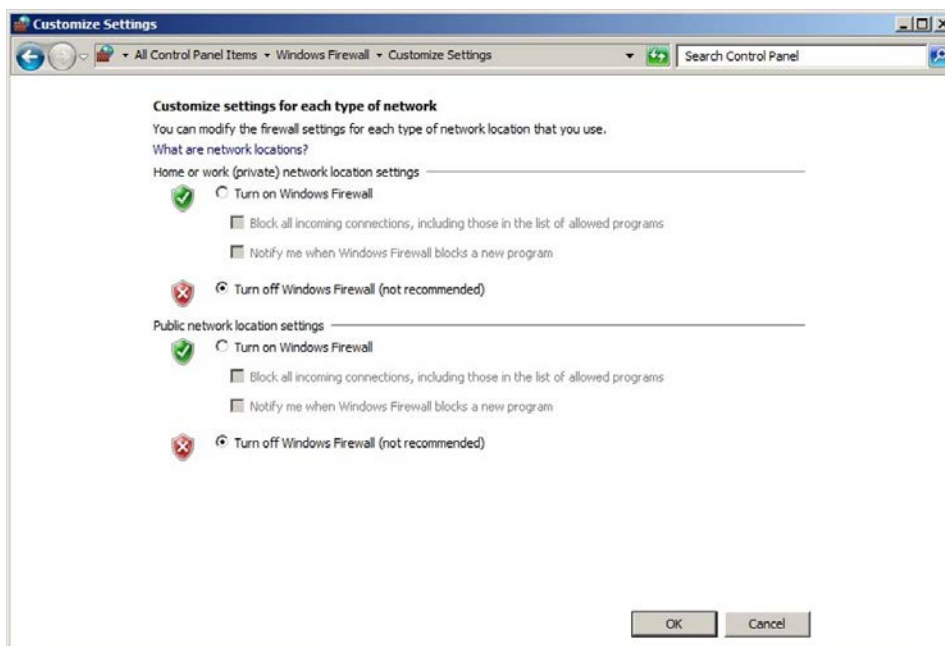 Customize Settings
All Control Panel Items Windows Firewall Customize Settings Search Control Panel
Customize settings for each type of network
You can modify the firewall settings for each type of network location that you use.
What are network locations?
Home or work (private) network location settings
Turn on Windows Firewall
Block all incoming connections, including those in the list of allowed programs
Notify me when Windows Firewall blocks a new program
Turn off Windows Firewall (not recommended)
Public network location settings
Turn on Windows Firewall
Block all incoming connections, including those in the list of allowed programs
Notify me when Windows Firewall blocks a new program
Turn off Windows Firewall (not recommended)
OK Cancel